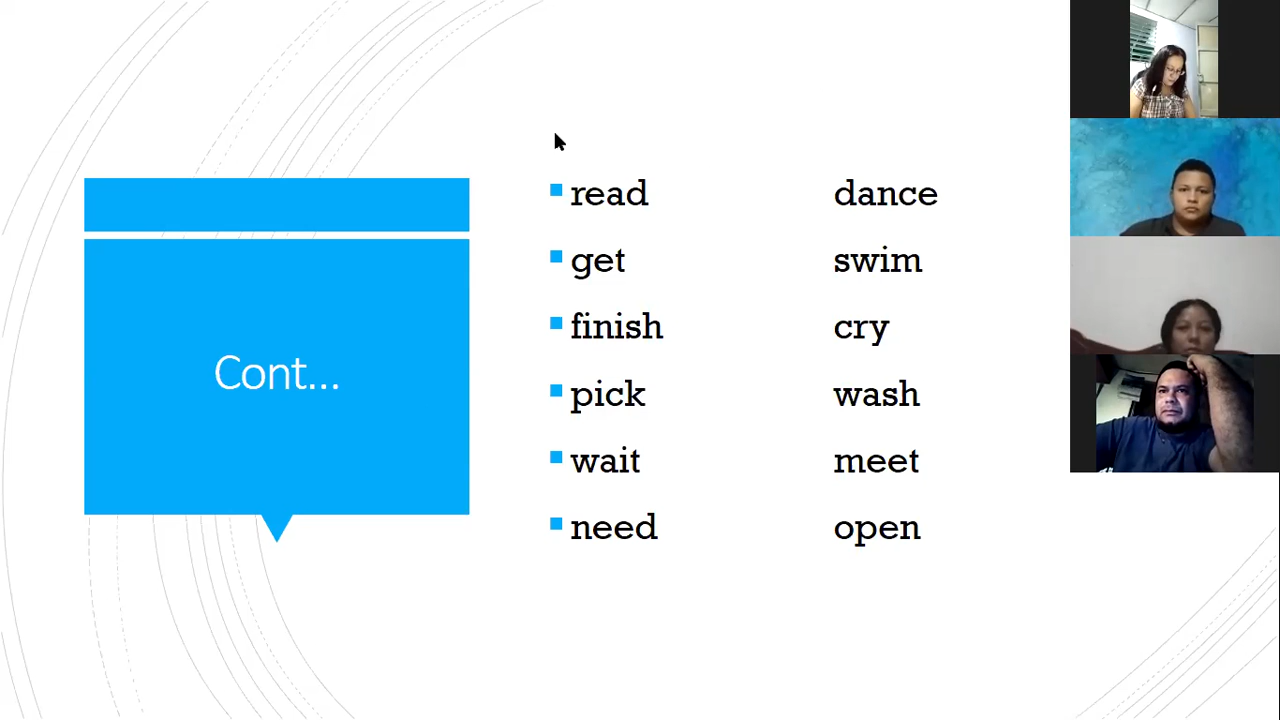 Cont...
read dance
get swim
finish cry
pick wash
wait meet
need open